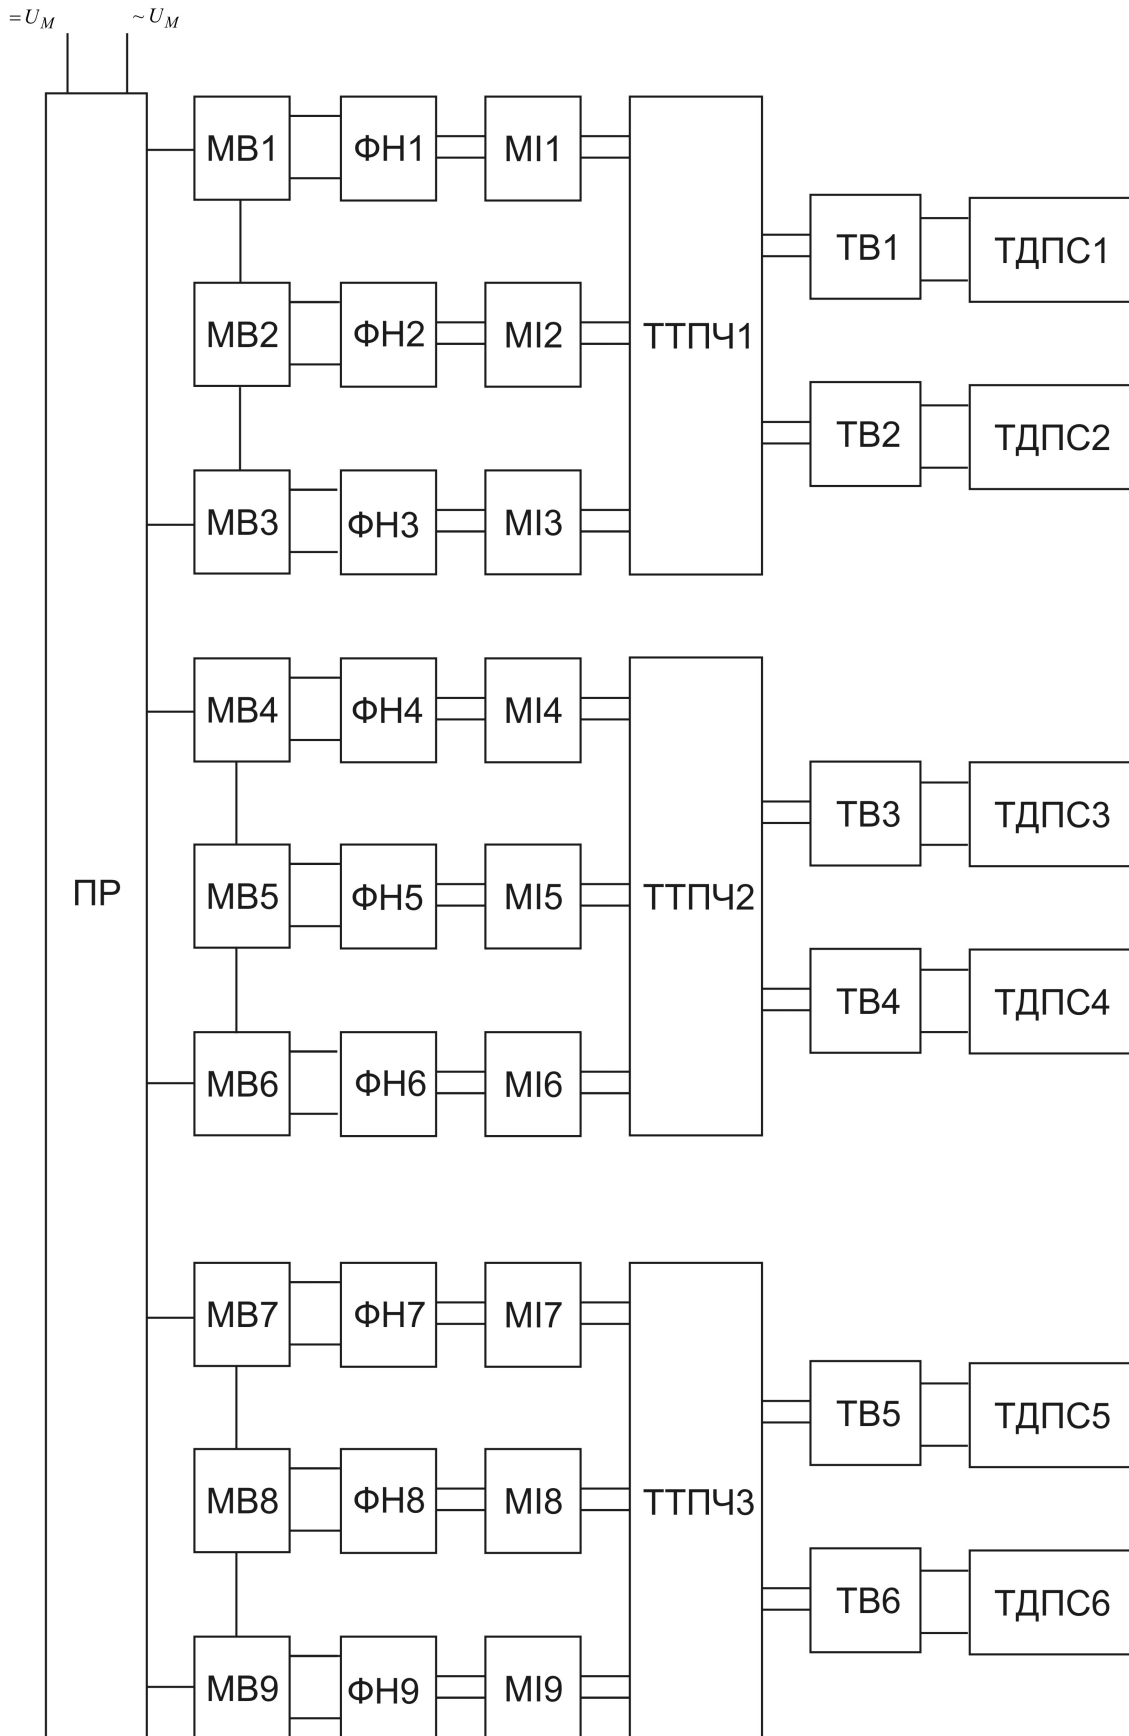 =U_M ~U_M
МВ1 ФН1 МІ1
ТВ1 ТДПС1
МВ2 ФН2 МІ2 ТТПЧ1
ТВ2 ТДПС2
МВ3 ФН3 МІ3
МВ4 ФН4 МІ4
ТВ3 ТДПС3
ПР МВ5 ФН5 МІ5 ТТПЧ2
ТВ4 ТДПС4
МВ6 ФН6 МІ6
МВ7 ФН7 МІ7
ТВ5 ТДПС5
МВ8 ФН8 МІ8 ТТПЧ3
ТВ6 ТДПС6
МВ9 ФН9 МІ9